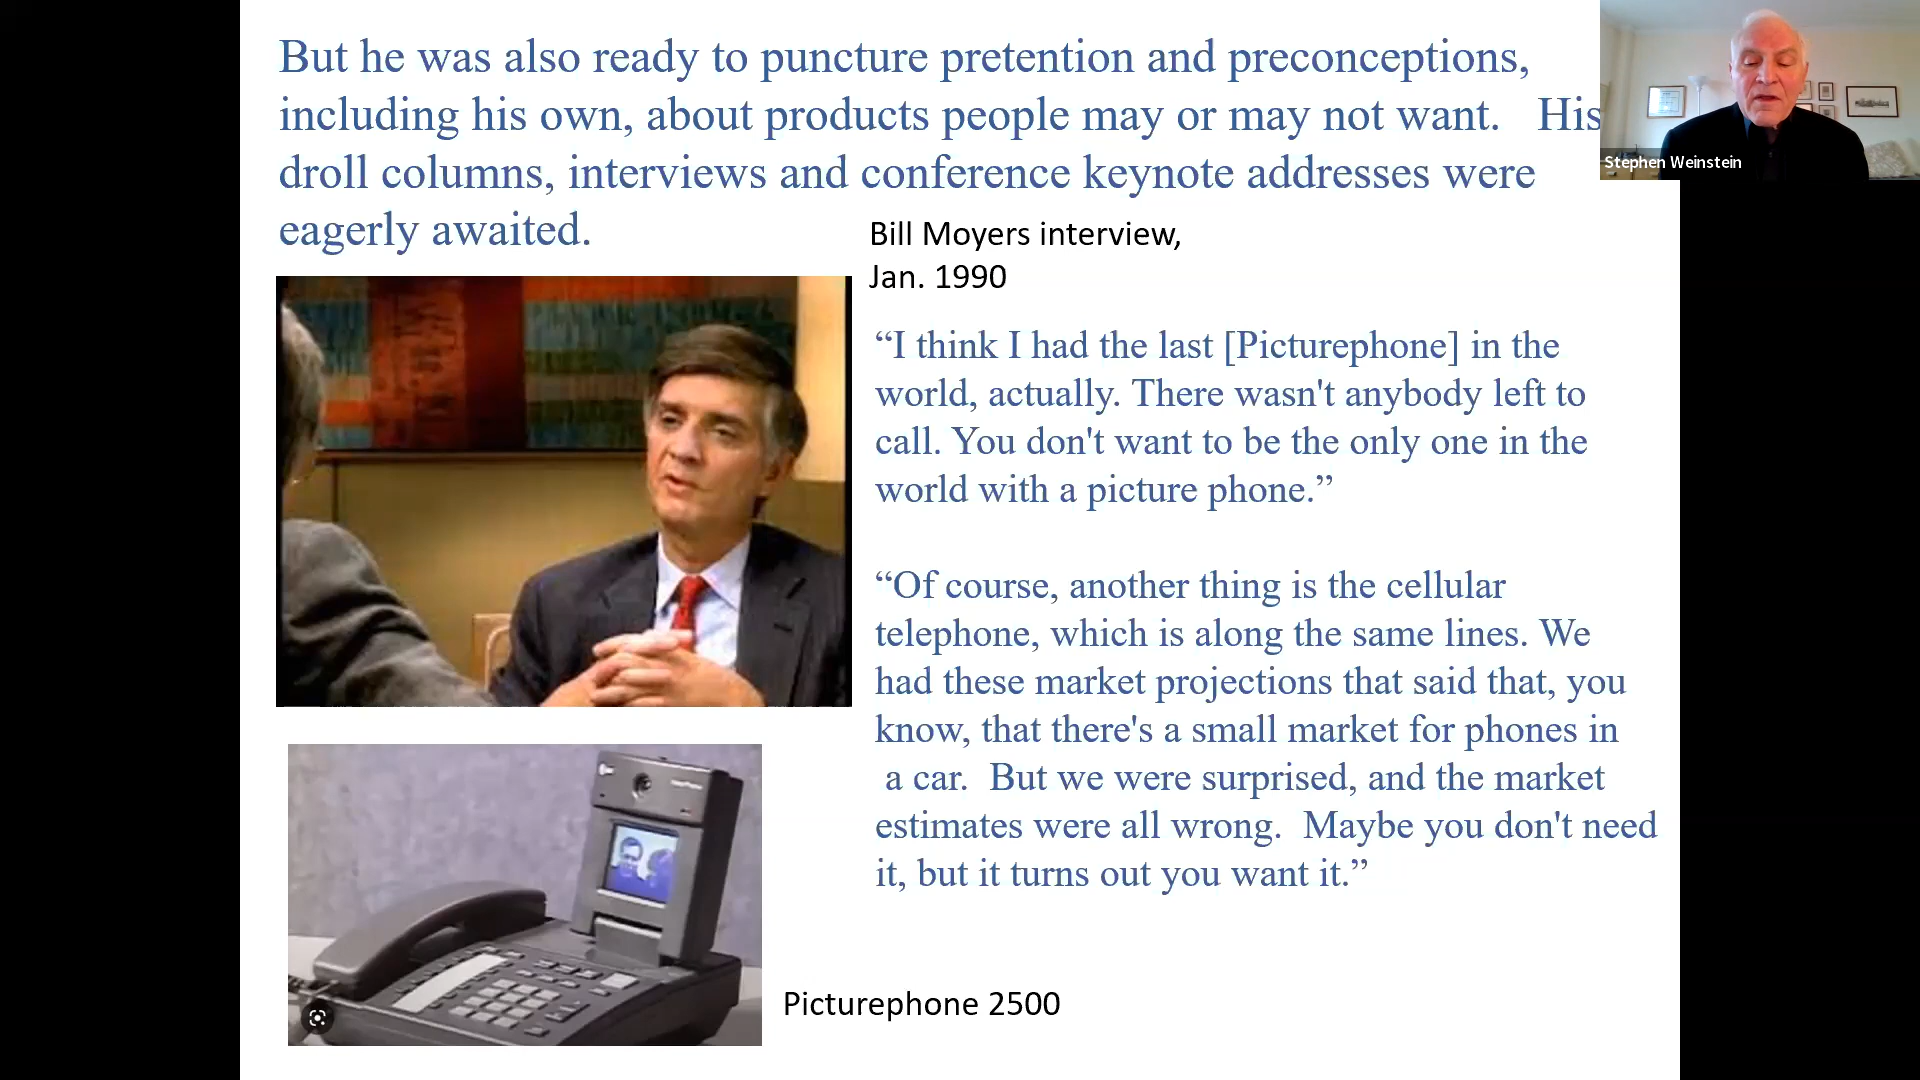 But he was also ready to puncture pretention and preconceptions,
including his own, about products people may or may not want. His
droll columns, interviews and conference keynote addresses were
eagerly awaited.
Stephen Weinstein
Bill Moyers interview,
Jan. 1990
“I think I had the last [Picturephone] in the
world, actually. There wasn't anybody left to
call. You don't want to be the only one in the
world with a picture phone.”
“Of course, another thing is the cellular
telephone, which is along the same lines. We
had these market projections that said that, you
know, that there's a small market for phones in
a car. But we were surprised, and the market
estimates were all wrong. Maybe you don't need
it, but it turns out you want it.”
Picturephone 2500